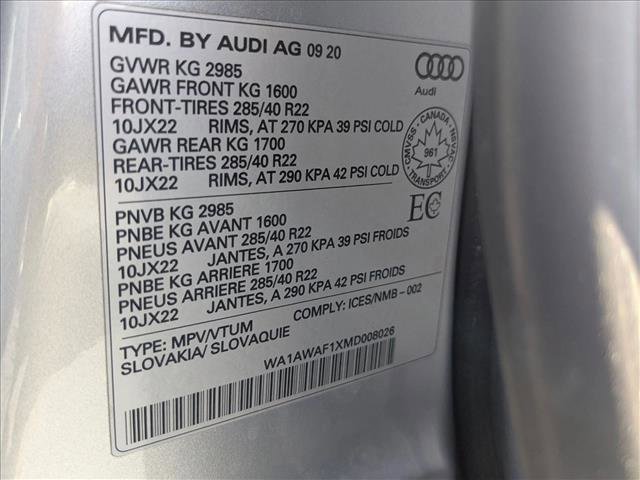 MFD. BY AUDI AG 09 20
Audi
GVWR KG 2985
GAWR FRONT KG 1600
FRONT-TIRES 285/40 R22
10JX22 RIMS, AT 270 KPA 39 PSI COLD
GAWR REAR KG 1700
REAR-TIRES 285/40 R22
10JX22 RIMS, AT 290 KPA 42 PSI COLD
CMVSS - CANADA - NSVAC
961
TRANSPORT
EC
PNVB KG 2985
PNBE KG AVANT 1600
PNEUS AVANT 285/40 R22
10JX22 JANTES, A 270 KPA 39 PSI FROIDS
PNBE KG ARRIERE 1700
PNEUS ARRIERE 285/40 R22
10JX22 JANTES, A 290 KPA 42 PSI FROIDS
COMPLY: ICES/NMB-002
TYPE: MPV/VTUM
SLOVAKIA/ SLOVAQUIE
WA1AWAF1XMD008026